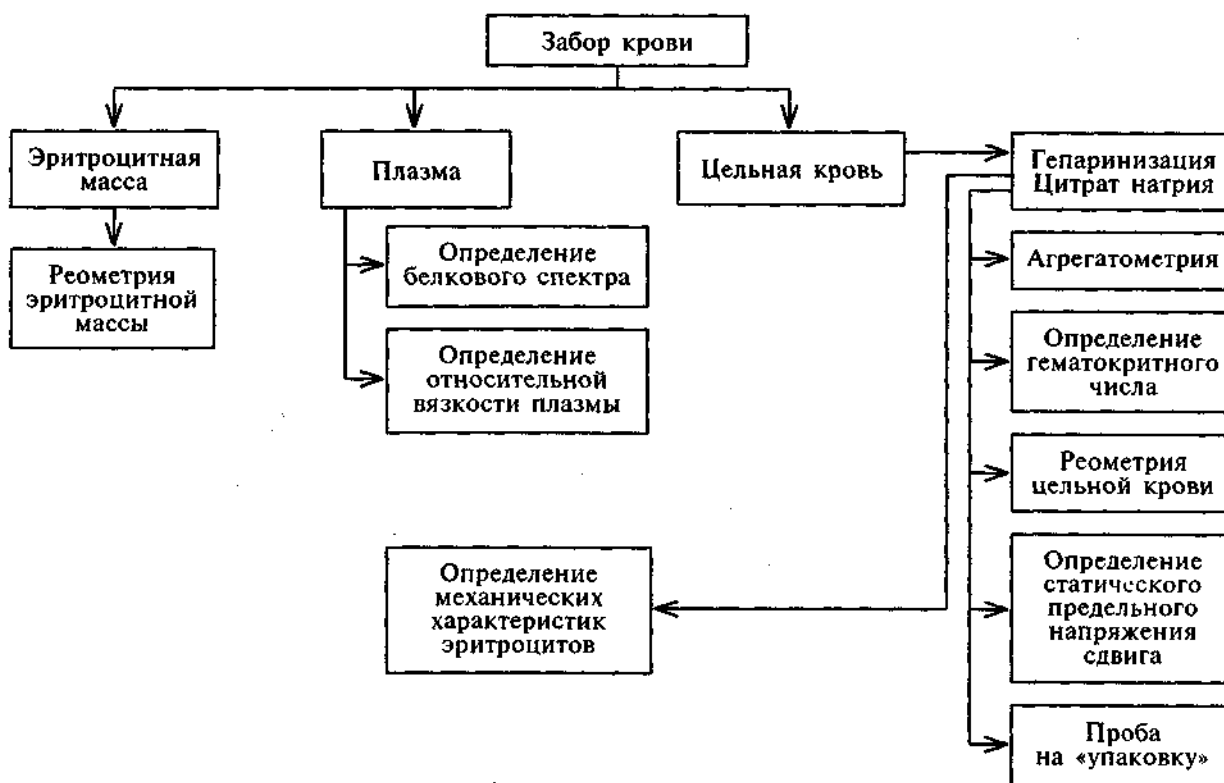 Забор крови
Эритроцитная
масса
Плазма
Цельная кровь
Гепаринизация
Цитрат натрия
Реометрия
эритроцитной
массы
Определение
белкового спектра
Агрегатометрия
Определение
относительной
вязкости плазмы
Определение
гематокритного
числа
Реометрия
цельной крови
Определение
механических
характеристик
эритроцитов
Определение
статического
предельного
напряжения
сдвига
Проба
на «упаковку»